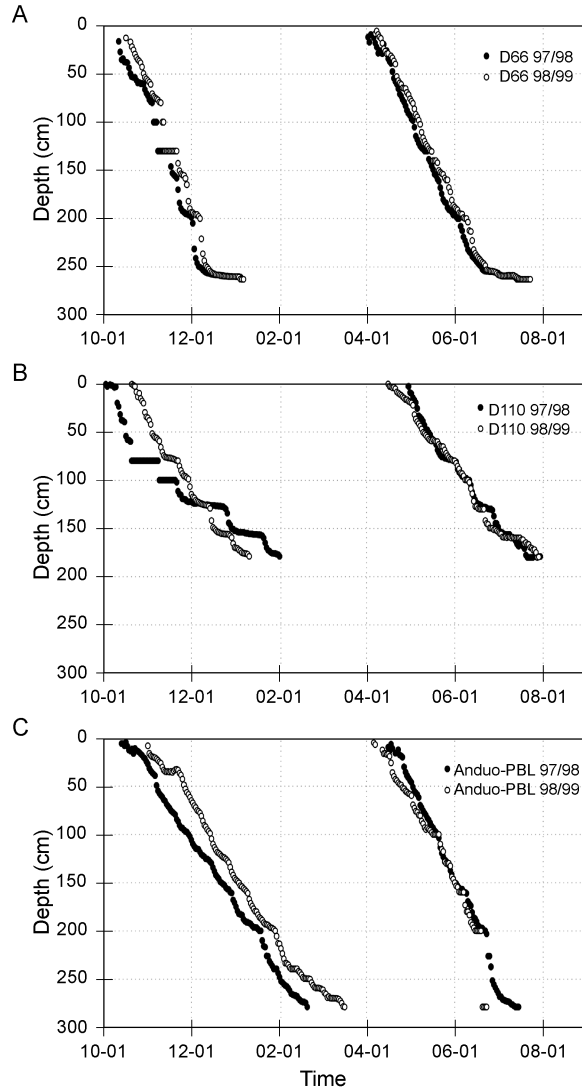 A
0
50
100
150
200
250
300
Depth (cm)
D66 97/98
D66 98/99
10-01 12-01 02-01 04-01 06-01 08-01
B
0
50
100
150
200
250
300
Depth (cm)
D110 97/98
D110 98/99
10-01 12-01 02-01 04-01 06-01 08-01
C
0
50
100
150
200
250
300
Depth (cm)
Anduo-PBL 97/98
Anduo-PBL 98/99
10-01 12-01 02-01 04-01 06-01 08-01
Time